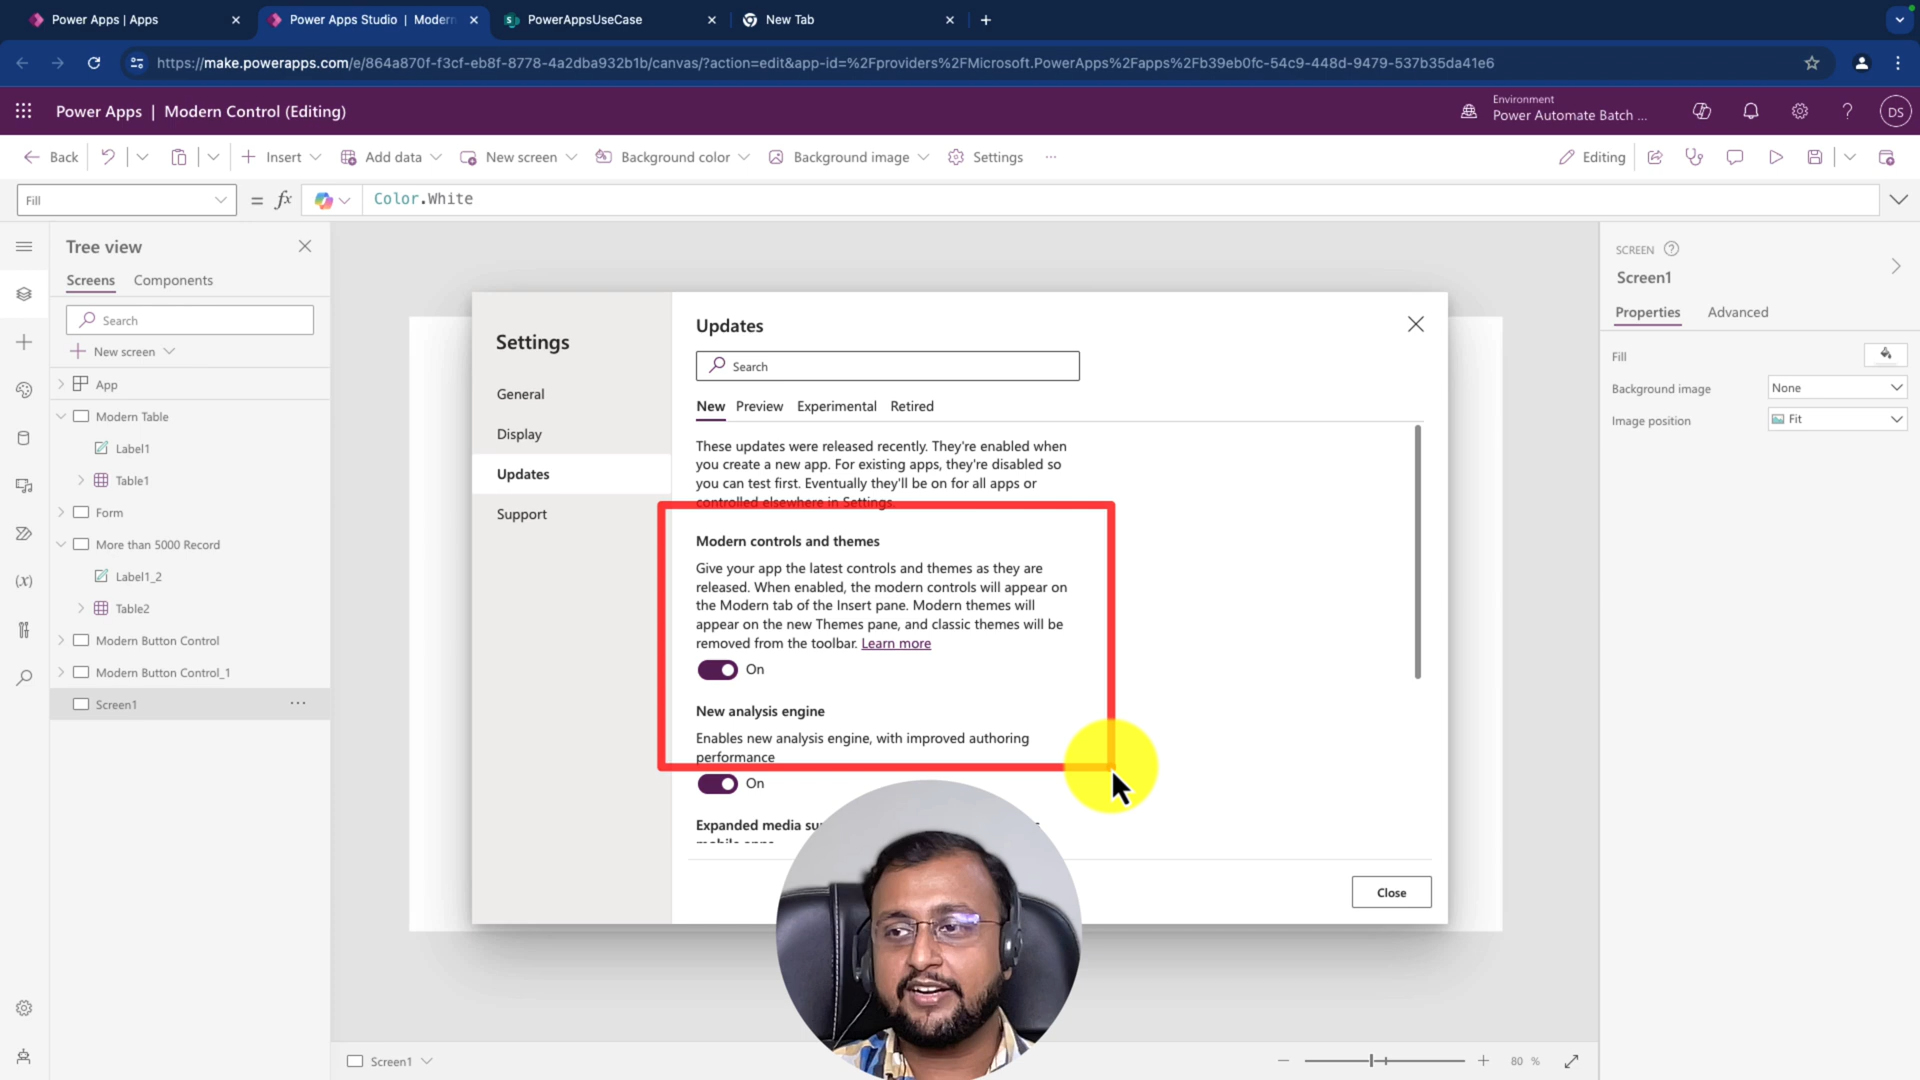 Power Apps | Apps
Power Apps Studio | Modern
PowerAppsUseCase
New Tab
https://make.powerapps.com/e/864a870f-f3cf-eb8f-8778-4a2dba932b1b/canvas/?action=edit&app-id=%2Fproviders%2FMicrosoft.PowerApps%2Fapps%2Fb39eb0fc-54c9-448d-9479-537b35da41e6
Power Apps | Modern Control (Editing)
Environment
Power Automate Batch ...
DS
Back
Insert
Add data
New screen
Background color
Background image
Settings
...
Editing
Fill
= fx
Color.White
Tree view
Screens
Components
Search
New screen
App
Modern Table
Label1
Table1
Form
More than 5000 Record
Label1_2
Table2
Modern Button Control
Modern Button Control_1
Screen1
...
Settings
General
Display
Updates
Support
Updates
Search
New
Preview
Experimental
Retired
These updates were released recently. They're enabled when
you create a new app. For existing apps, they're disabled so
you can test first. Eventually they'll be on for all apps or
controlled elsewhere in Settings.
Modern controls and themes
Give your app the latest controls and themes as they are
released. When enabled, the modern controls will appear on
the Modern tab of the Insert pane. Modern themes will
appear on the new Themes pane, and classic themes will be
removed from the toolbar. Learn more
On
New analysis engine
Enables new analysis engine, with improved authoring
performance
On
Expanded media
mobile apps
Close
SCREEN
Screen1
Properties
Advanced
Fill
Background image
None
Image position
Fit
Screen1
80 %